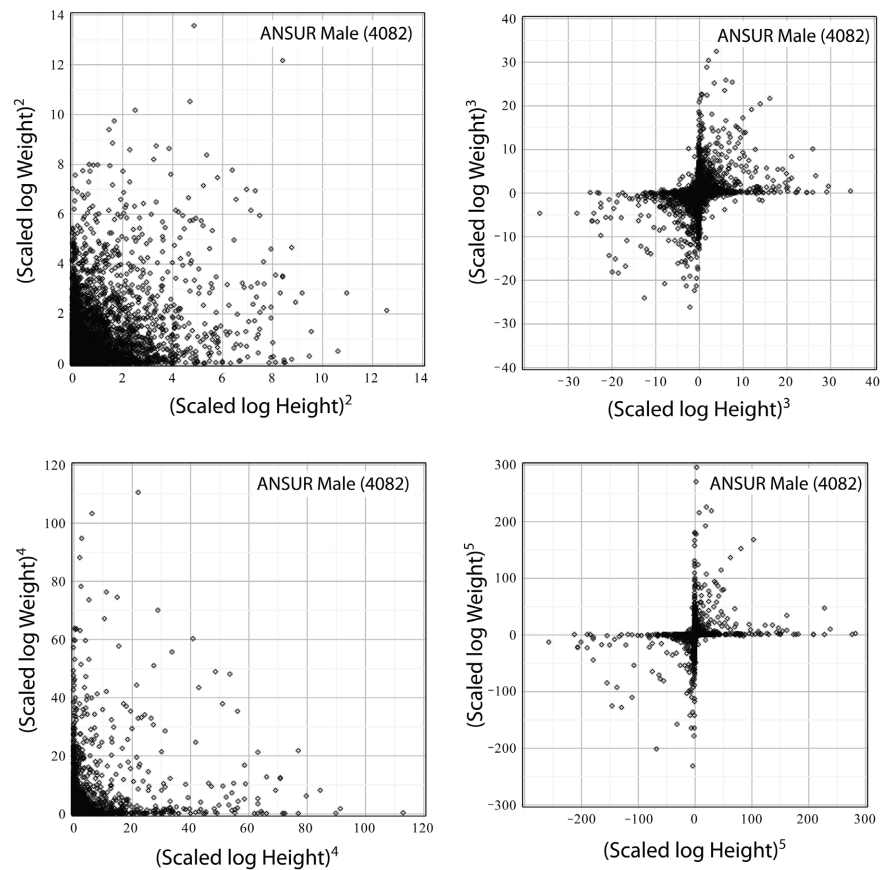 14
12
10
8
6
4
2
0
ANSUR Male (4082)
(Scaled log Weight)²
0 2 4 6 8 10 12 14
(Scaled log Height)²
40
30
20
10
0
−10
−20
−30
−40
ANSUR Male (4082)
(Scaled log Weight)³
−30 −20 −10 0 10 20 30 40
(Scaled log Height)³
120
100
80
60
40
20
0
ANSUR Male (4082)
(Scaled log Weight)⁴
0 20 40 60 80 100 120
(Scaled log Height)⁴
300
200
100
0
−100
−200
−300
ANSUR Male (4082)
(Scaled log Weight)⁵
−200 −100 0 100 200 300
(Scaled log Height)⁵